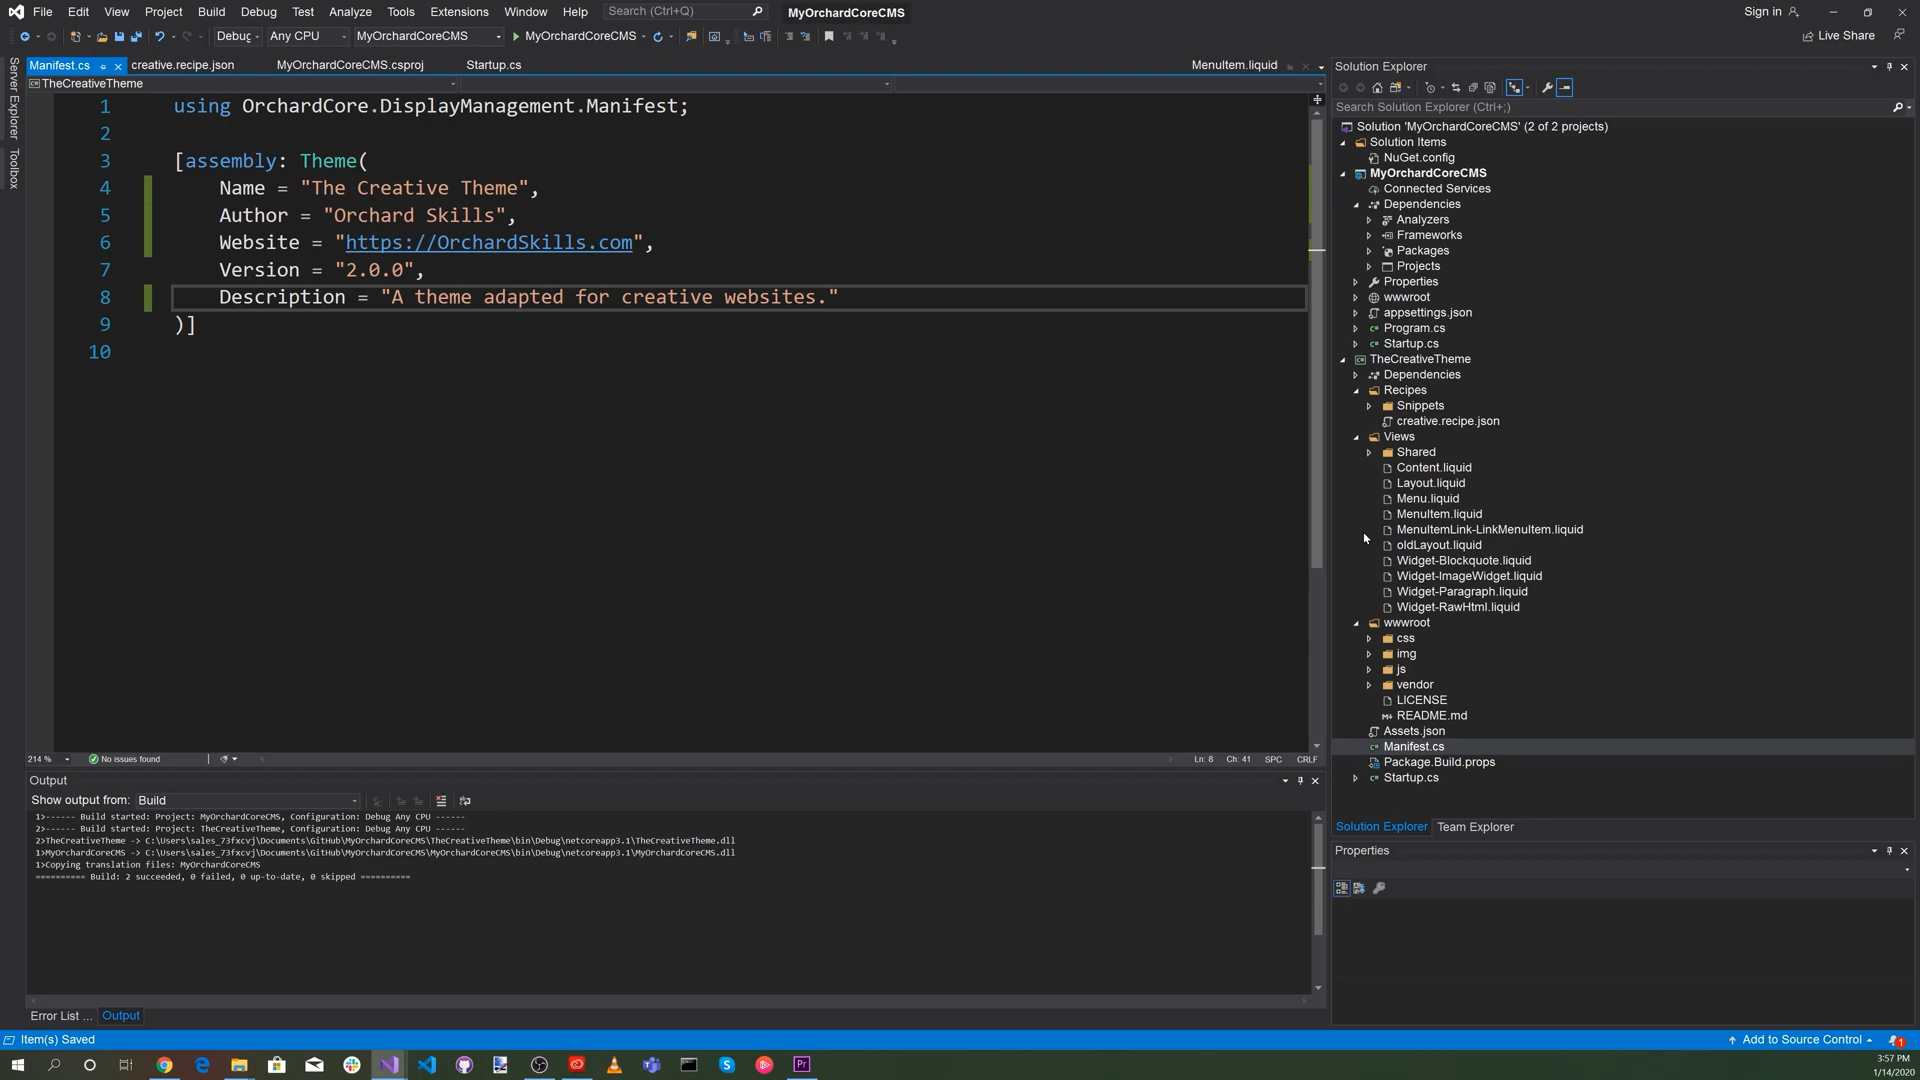 File Edit View Project Build Debug Test Analyze Tools Extensions Window Help Search (Ctrl+Q) MyOrchardCoreCMS Sign in
Debug Any CPU MyOrchardCoreCMS MyOrchardCoreCMS Live Share
Server Explorer
Toolbox
Manifest.cs creative.recipe.json MyOrchardCoreCMS.csproj Startup.cs MenuItem.liquid
TheCreativeTheme
1 using OrchardCore.DisplayManagement.Manifest;
2
3 [assembly: Theme(
4 Name = "The Creative Theme",
5 Author = "Orchard Skills",
6 Website = "https://OrchardSkills.com",
7 Version = "2.0.0",
8 Description = "A theme adapted for creative websites."
9 )]
10
214 % No issues found Ln: 8 Ch: 41 SPC CRLF
Output
Show output from: Build
1>------ Build started: Project: MyOrchardCoreCMS, Configuration: Debug Any CPU ------
2>------ Build started: Project: TheCreativeTheme, Configuration: Debug Any CPU ------
2>TheCreativeTheme -> C:\Users\sales_73fxcvj\Documents\GitHub\MyOrchardCoreCMS\TheCreativeTheme\bin\Debug\netcoreapp3.1\TheCreativeTheme.dll
1>MyOrchardCoreCMS -> C:\Users\sales_73fxcvj\Documents\GitHub\MyOrchardCoreCMS\MyOrchardCoreCMS\bin\Debug\netcoreapp3.1\MyOrchardCoreCMS.dll
1>Copying translation files: MyOrchardCoreCMS
========== Build: 2 succeeded, 0 failed, 0 up-to-date, 0 skipped ==========
Error List ... Output
Solution Explorer
Search Solution Explorer (Ctrl+;)
Solution 'MyOrchardCoreCMS' (2 of 2 projects)
Solution Items
NuGet.config
MyOrchardCoreCMS
Connected Services
Dependencies
Analyzers
Frameworks
Packages
Projects
Properties
wwwroot
appsettings.json
Program.cs
Startup.cs
TheCreativeTheme
Dependencies
Recipes
Snippets
creative.recipe.json
Views
Shared
Content.liquid
Layout.liquid
Menu.liquid
MenuItem.liquid
MenuItemLink-LinkMenuItem.liquid
oldLayout.liquid
Widget-Blockquote.liquid
Widget-ImageWidget.liquid
Widget-Paragraph.liquid
Widget-RawHtml.liquid
wwwroot
css
img
js
vendor
LICENSE
README.md
Assets.json
Manifest.cs
Package.Build.props
Startup.cs
Solution Explorer Team Explorer
Properties
Item(s) Saved Add to Source Control 1
Pr
3:57 PM
1/14/2020